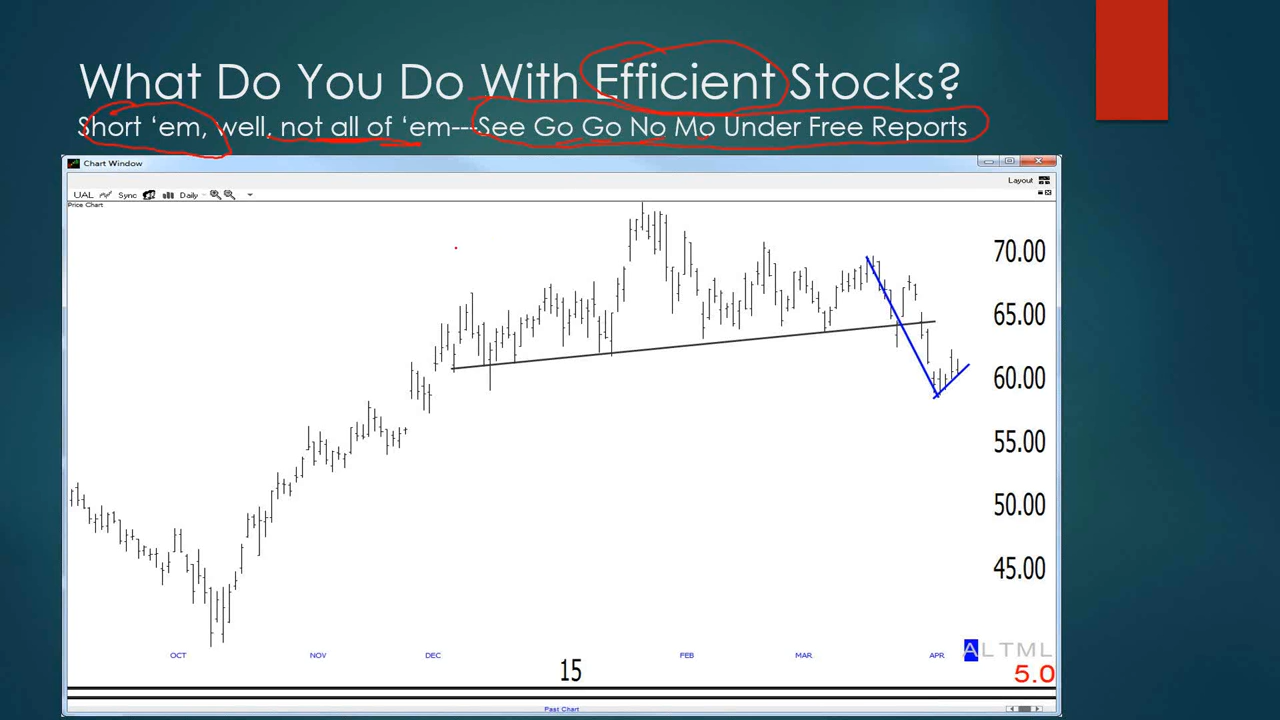 What Do You Do With Efficient Stocks?
Short ‘em, well, not all of ‘em---See Go Go No Mo Under Free Reports
Chart Window
Layout
UAL Sync Daily
Price Chart
70.00
65.00
60.00
55.00
50.00
45.00
OCT NOV DEC 15 FEB MAR APR
A L T M L
5.0
Past Chart